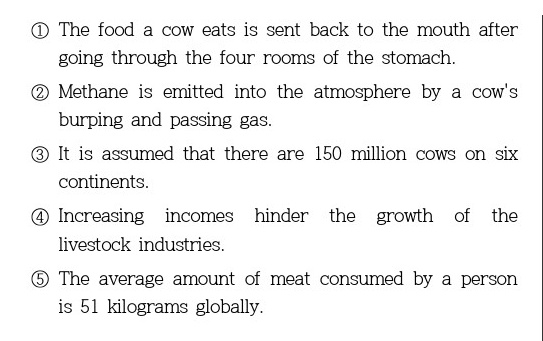 ① The food a cow eats is sent back to the mouth after
going through the four rooms of the stomach.
② Methane is emitted into the atmosphere by a cow's
burping and passing gas.
③ It is assumed that there are 150 million cows on six
continents.
④ Increasing incomes hinder the growth of the
livestock industries.
⑤ The average amount of meat consumed by a person
is 51 kilograms globally.